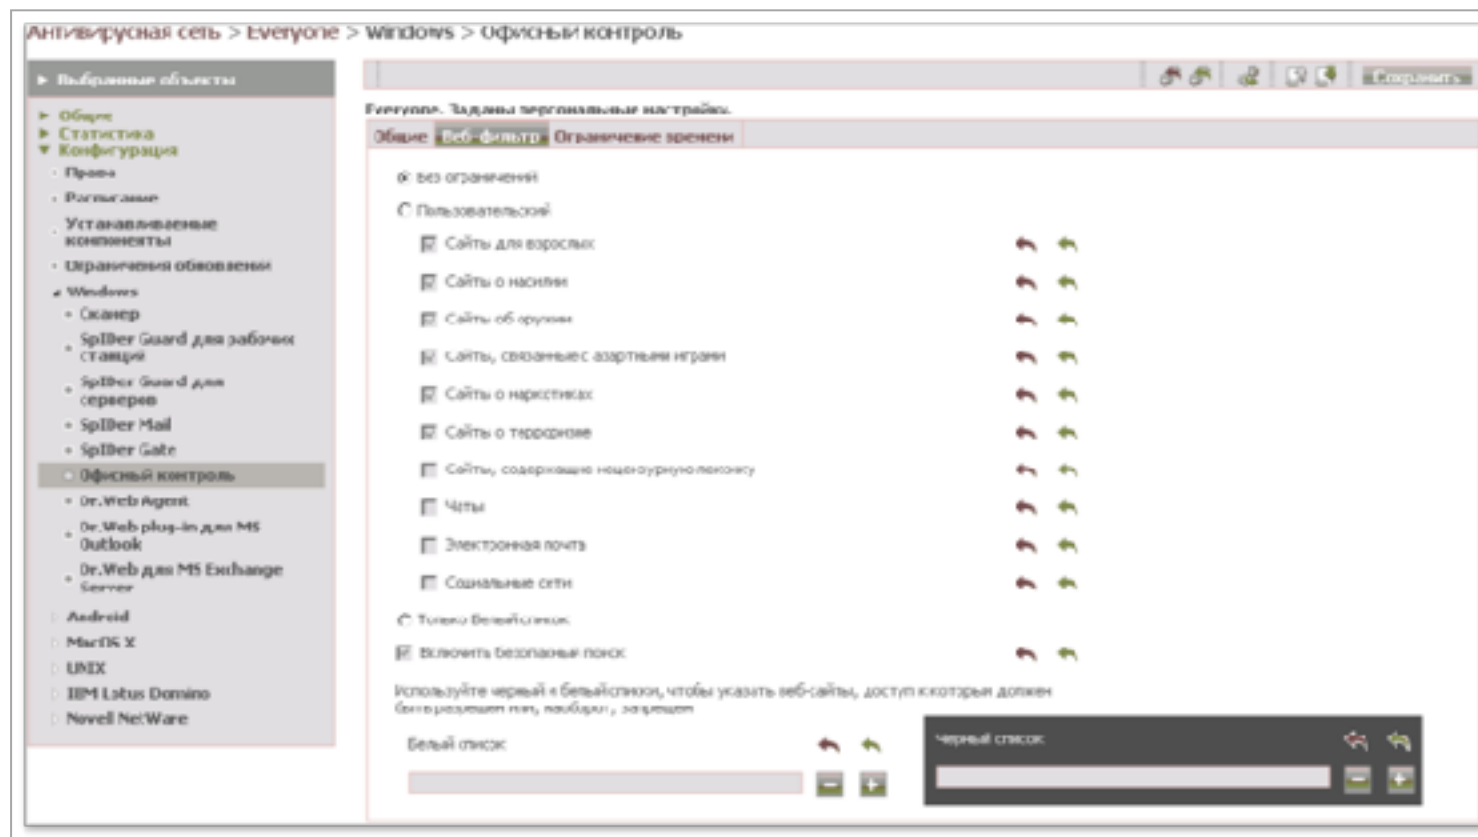 Антивирусная сеть > Everyone > Windows > Офисный контроль
Выбранные объекты
Сохранить
Everyone. Заданы персональные настройки.
Общие
Статистика
Конфигурация
Права
Расписание
Устанавливаемые
компоненты
Ограничения обновлений
Windows
Сканер
SpIDer Guard для рабочих
станций
SpIDer Guard для
серверов
SpIDer Mail
SpIDer Gate
Офисный контроль
Dr.Web Agent
Dr.Web plug-in для MS
Outlook
Dr.Web для MS Exchange
Server
Android
MacOS X
UNIX
IBM Lotus Domino
Novell NetWare
Общие Веб-фильтр Ограничение времени
Без ограничений
Пользовательский
Сайты для взрослых
Сайты о насилии
Сайты об оружии
Сайты, связанные с азартными играми
Сайты о наркотиках
Сайты о терроризме
Сайты, содержащие нецензурную лексику
Чаты
Электронная почта
Социальные сети
Только Белый список
Включить безопасный поиск
Используйте черный и белый списки, чтобы указать веб-сайты, доступ к которым должен
быть разрешен или, наоборот, запрещен
Белый список
Черный список